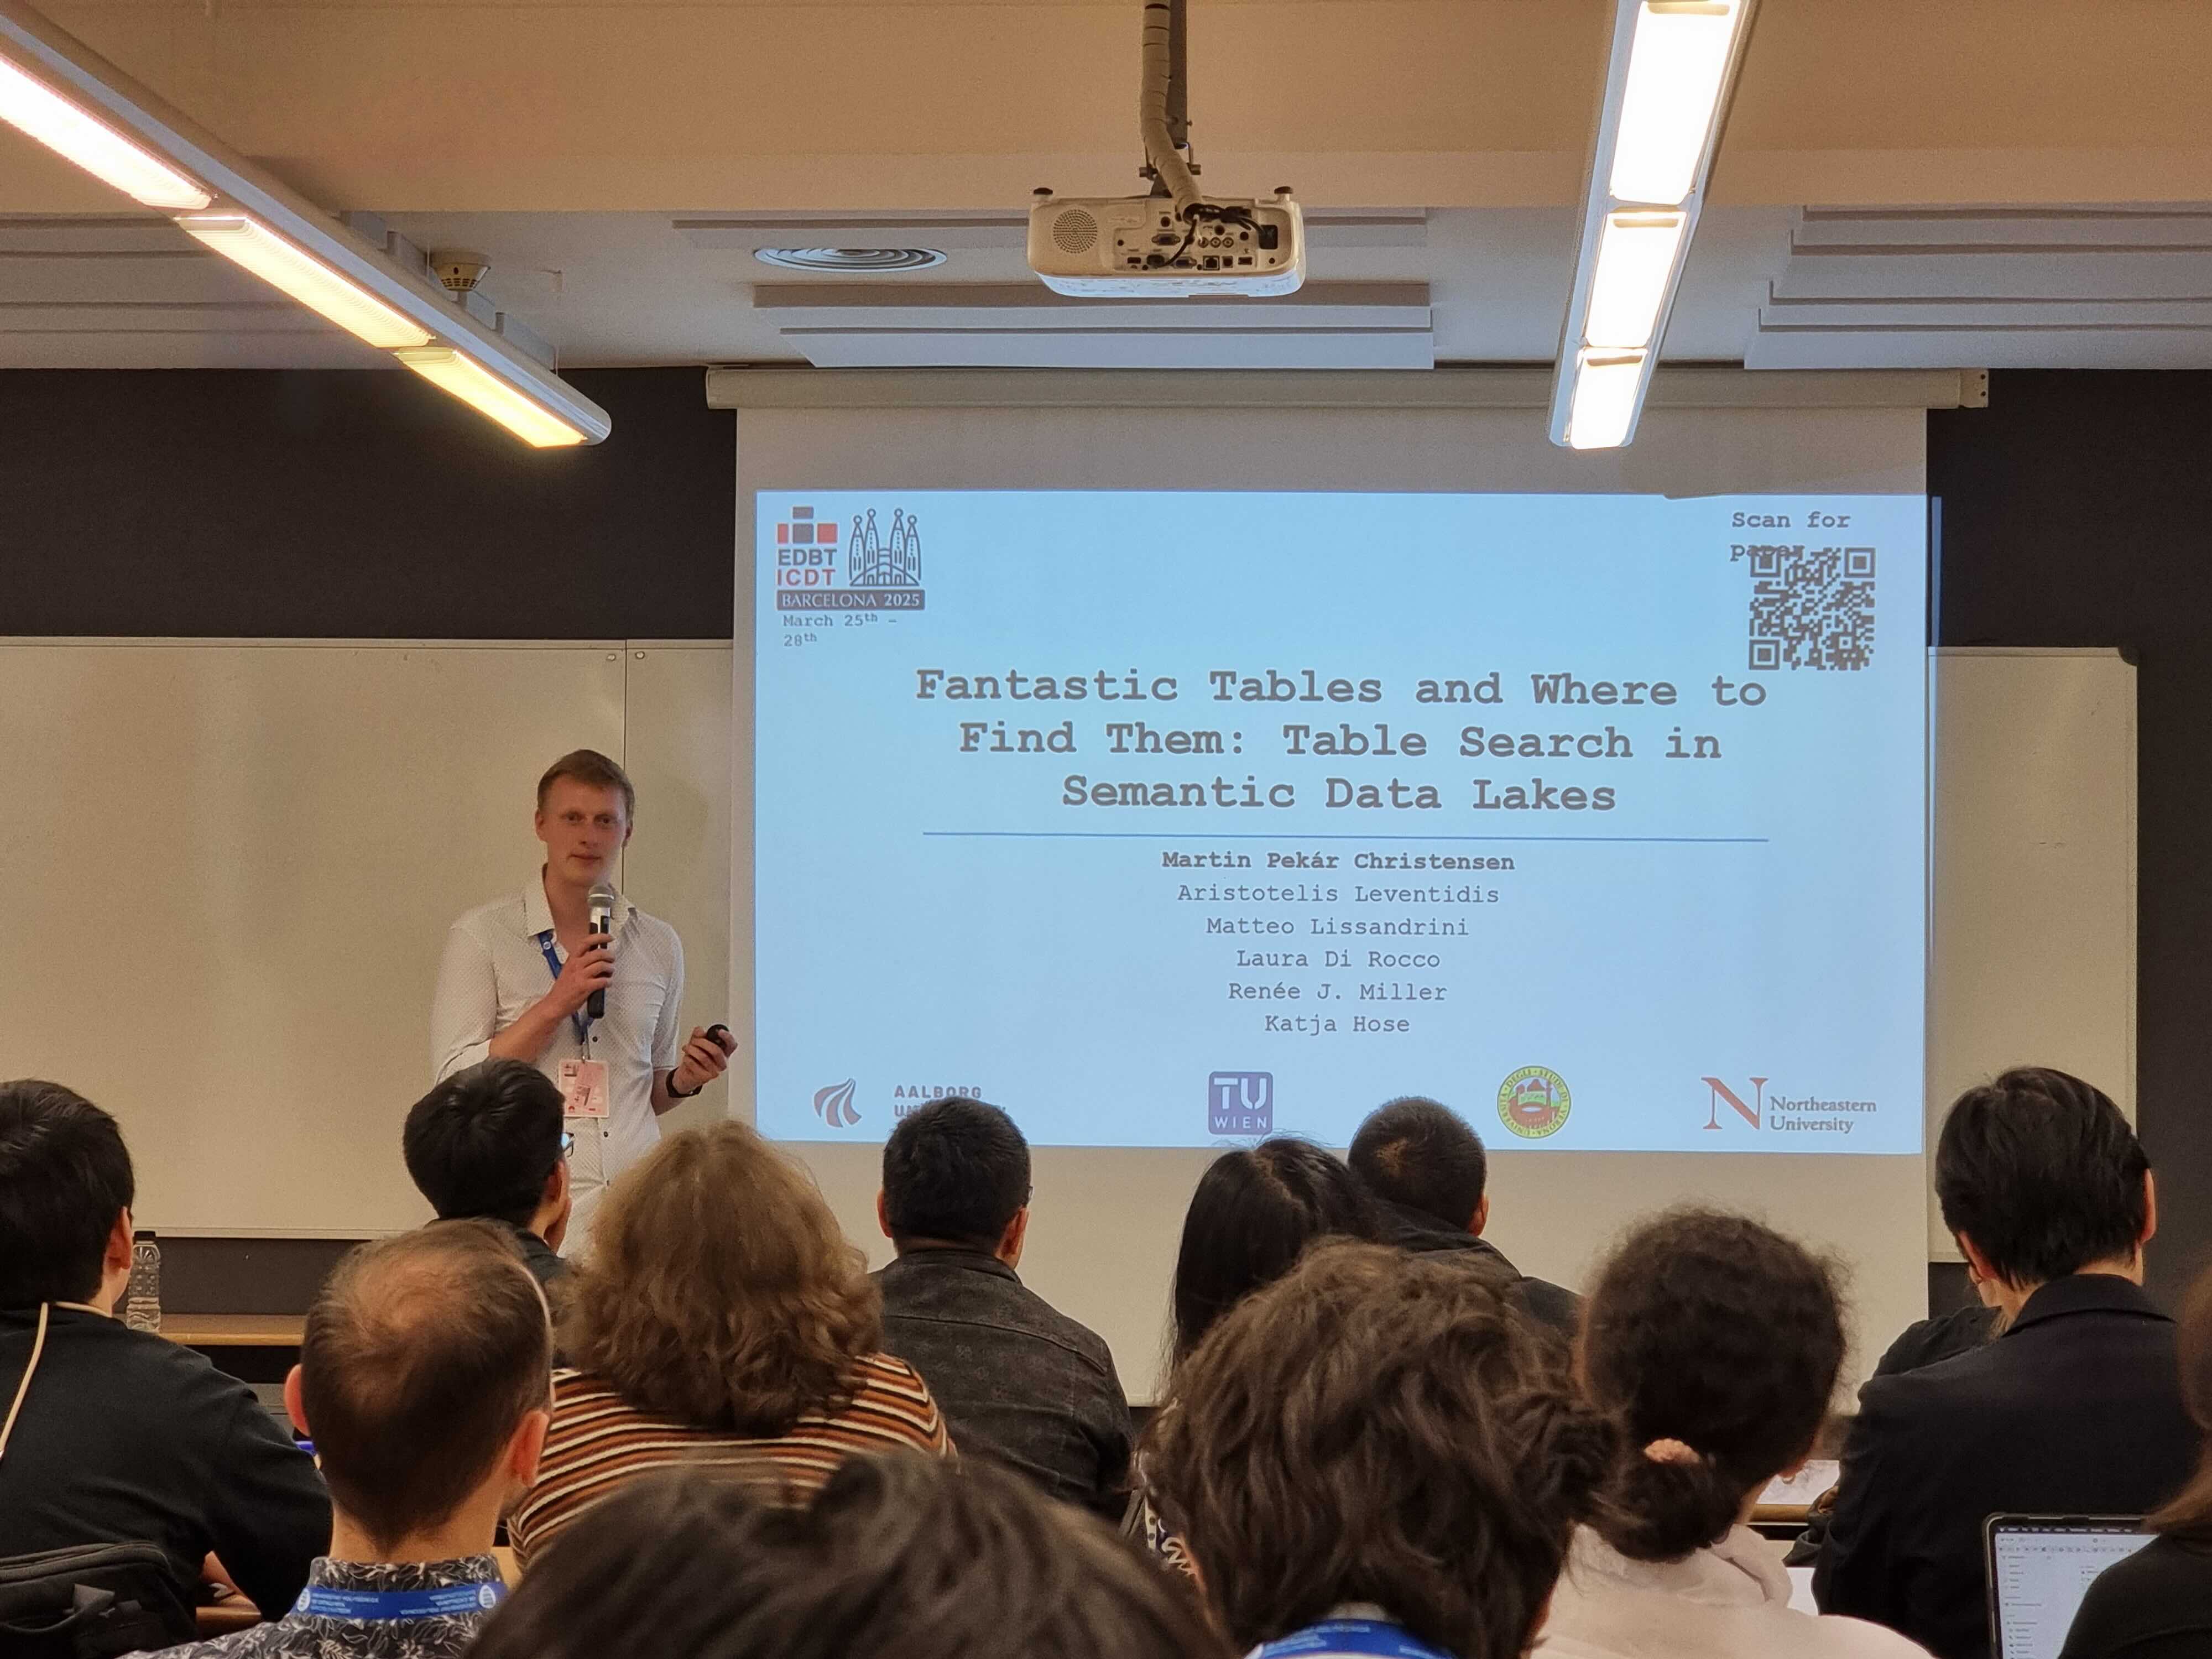 EDBT
ICDT
BARCELONA 2025
March 25th –
28th
Scan for
paper
Fantastic Tables and Where to
Find Them: Table Search in
Semantic Data Lakes
Martin Pekár Christensen
Aristotelis Leventidis
Matteo Lissandrini
Laura Di Rocco
Renée J. Miller
Katja Hose
AALBORG
TU
WIEN
Northeastern
University